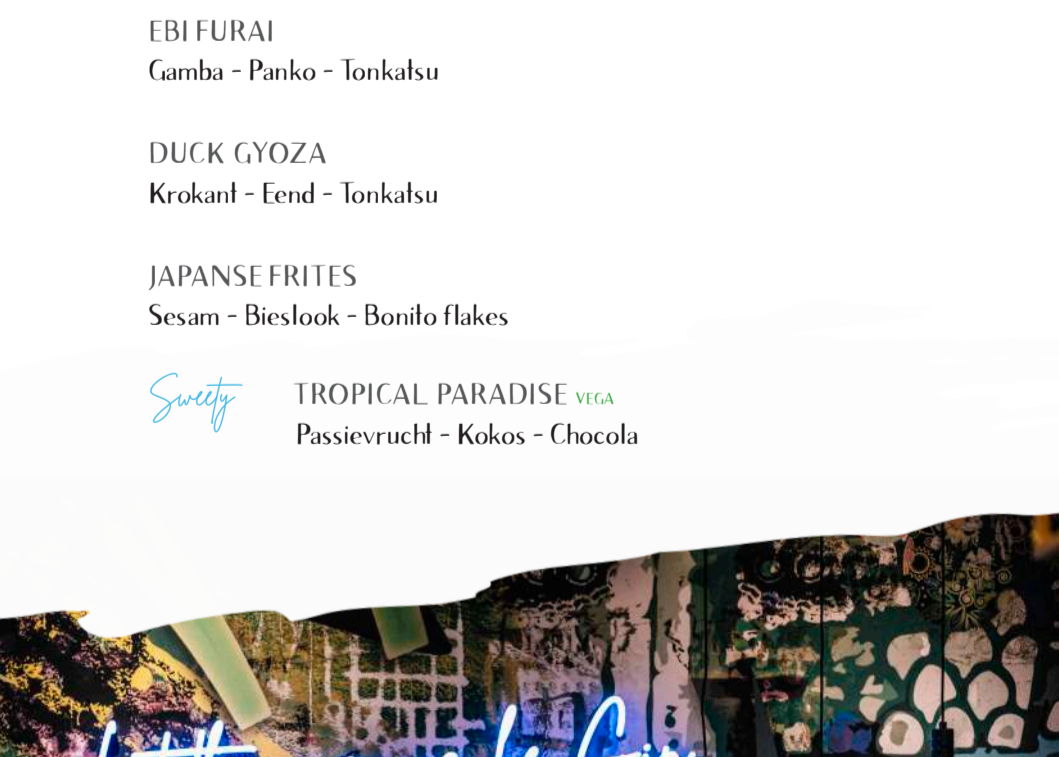 EBI FURAI
Gamba - Panko - Tonkatsu
DUCK GYOZA
Krokant - Eend - Tonkatsu
JAPANSE FRITES
Sesam - Bieslook - Bonito flakes
Sweety
TROPICAL PARADISE VEGA
Passievrucht - Kokos - Chocola